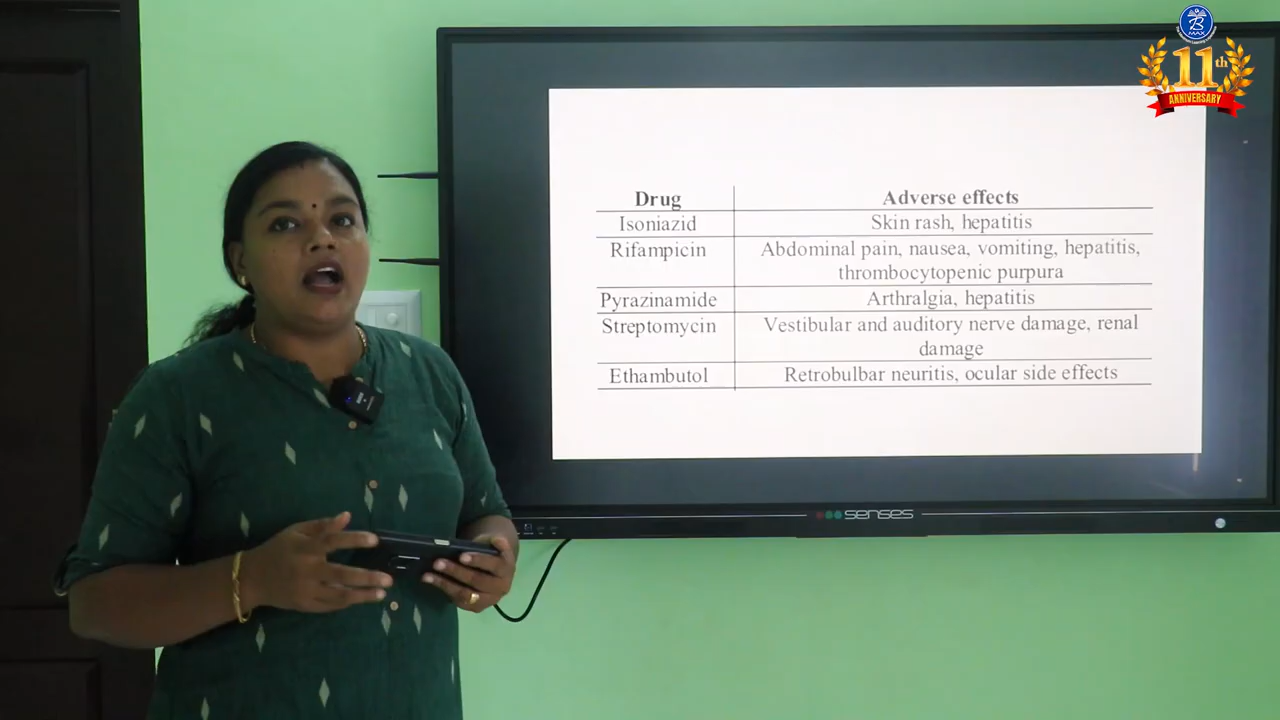 B
MAX
11th
ANNIVERSARY
Drug Adverse effects
Isoniazid Skin rash, hepatitis
Rifampicin Abdominal pain, nausea, vomiting, hepatitis,
thrombocytopenic purpura
Pyrazinamide Arthralgia, hepatitis
Streptomycin Vestibular and auditory nerve damage, renal
damage
Ethambutol Retrobulbar neuritis, ocular side effects
senses